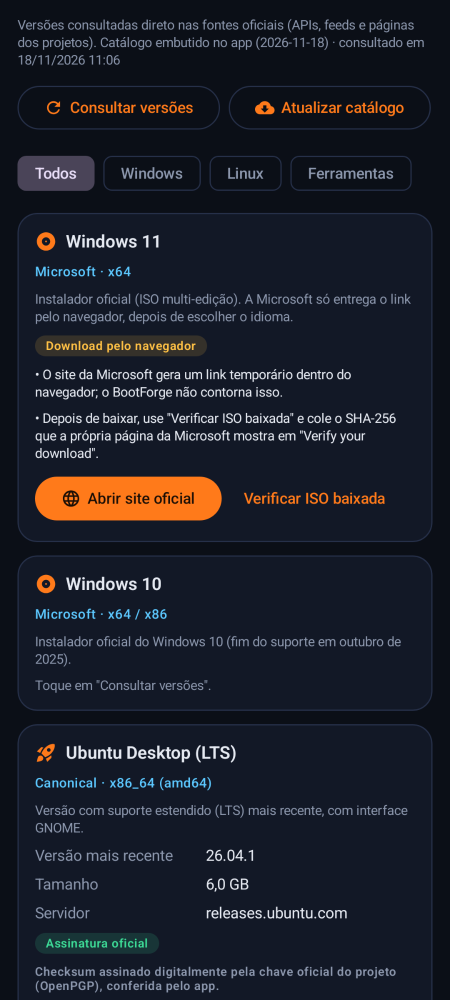 Versões consultadas direto nas fontes oficiais (APIs, feeds e páginas
dos projetos). Catálogo embutido no app (2026-11-18) · consultado em
18/11/2026 11:06
Consultar versões
Atualizar catálogo
Todos
Windows
Linux
Ferramentas
Windows 11
Microsoft · x64
Instalador oficial (ISO multi-edição). A Microsoft só entrega o link
pelo navegador, depois de escolher o idioma.
Download pelo navegador
• O site da Microsoft gera um link temporário dentro do
navegador; o BootForge não contorna isso.
• Depois de baixar, use "Verificar ISO baixada" e cole o SHA-256
que a própria página da Microsoft mostra em "Verify your
download".
Abrir site oficial
Verificar ISO baixada
Windows 10
Microsoft · x64 / x86
Instalador oficial do Windows 10 (fim do suporte em outubro de
2025).
Toque em "Consultar versões".
Ubuntu Desktop (LTS)
Canonical · x86_64 (amd64)
Versão com suporte estendido (LTS) mais recente, com interface
GNOME.
Versão mais recente 26.04.1
Tamanho 6,0 GB
Servidor releases.ubuntu.com
Assinatura oficial
Checksum assinado digitalmente pela chave oficial do projeto
(OpenPGP), conferida pelo app.